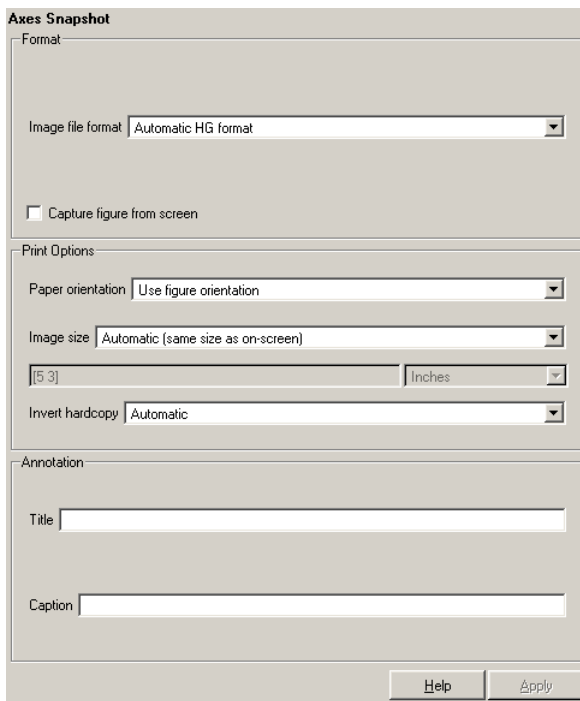 Axes Snapshot
Format
Image file format Automatic HG format
Capture figure from screen
Print Options
Paper orientation Use figure orientation
Image size Automatic (same size as on-screen)
[5 3] Inches
Invert hardcopy Automatic
Annotation
Title
Caption
Help Apply